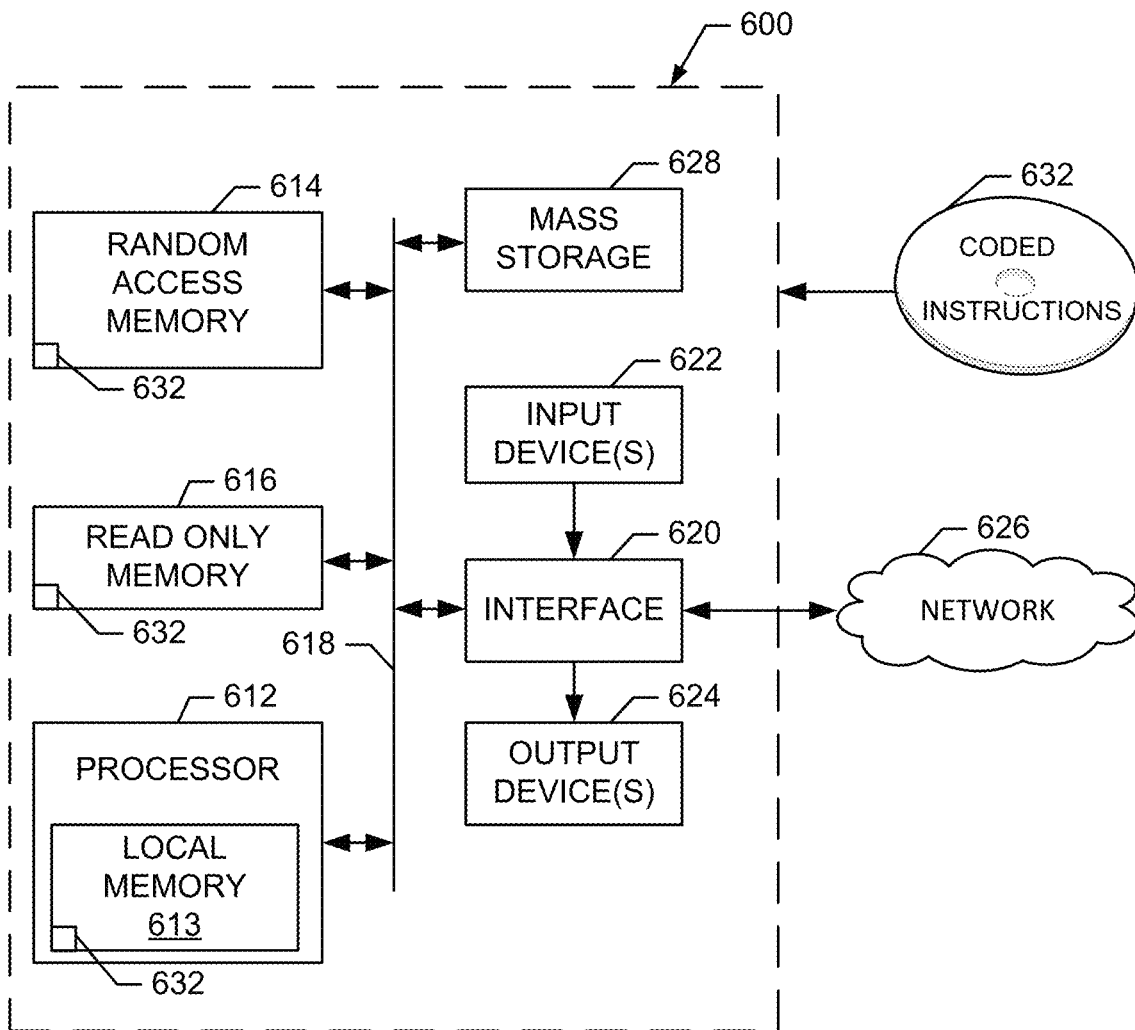 600
614
RANDOM
ACCESS
MEMORY
632
628
MASS
STORAGE
632
CODED
INSTRUCTIONS
622
INPUT
DEVICE(S)
616
READ ONLY
MEMORY
632
620
INTERFACE
626
NETWORK
618
612
PROCESSOR
LOCAL
MEMORY
613
632
624
OUTPUT
DEVICE(S)